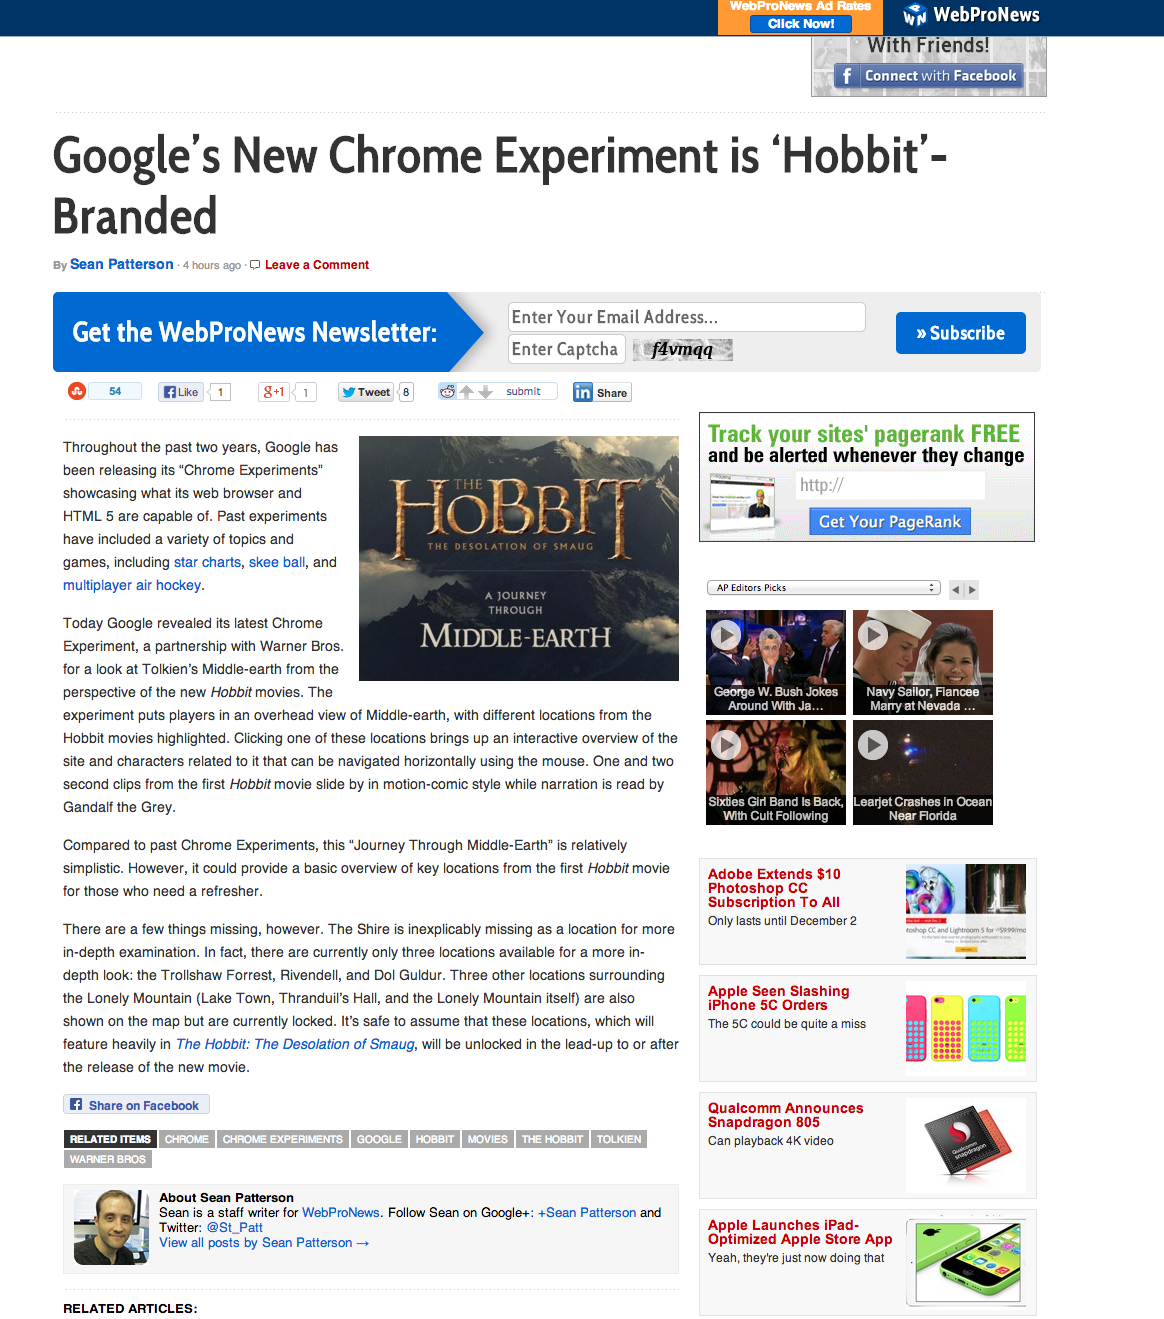 WebProNews Ad Rates
Click Now!
WebProNews
With Friends!
Connect with Facebook
Google’s New Chrome Experiment is ‘Hobbit’-
Branded
By Sean Patterson · 4 hours ago · Leave a Comment
Get the WebProNews Newsletter:
Enter Your Email Address...
Enter Captcha
f4vmqq
» Subscribe
54
Like 1
g+1 1
Tweet 8
submit
in Share
Throughout the past two years, Google has
been releasing its “Chrome Experiments”
showcasing what its web browser and
HTML 5 are capable of. Past experiments
have included a variety of topics and
games, including star charts, skee ball, and
multiplayer air hockey.
THE
HOBBIT
THE DESOLATION OF SMAUG
A JOURNEY
THROUGH
MIDDLE-EARTH
Today Google revealed its latest Chrome
Experiment, a partnership with Warner Bros.
for a look at Tolkien’s Middle-earth from the
perspective of the new Hobbit movies. The
experiment puts players in an overhead view of Middle-earth, with different locations from the
Hobbit movies highlighted. Clicking one of these locations brings up an interactive overview of the
site and characters related to it that can be navigated horizontally using the mouse. One and two
second clips from the first Hobbit movie slide by in motion-comic style while narration is read by
Gandalf the Grey.
Compared to past Chrome Experiments, this “Journey Through Middle-Earth” is relatively
simplistic. However, it could provide a basic overview of key locations from the first Hobbit movie
for those who need a refresher.
There are a few things missing, however. The Shire is inexplicably missing as a location for more
in-depth examination. In fact, there are currently only three locations available for a more in-
depth look: the Trollshaw Forrest, Rivendell, and Dol Guldur. Three other locations surrounding
the Lonely Mountain (Lake Town, Thranduil’s Hall, and the Lonely Mountain itself) are also
shown on the map but are currently locked. It’s safe to assume that these locations, which will
feature heavily in The Hobbit: The Desolation of Smaug, will be unlocked in the lead-up to or after
the release of the new movie.
Share on Facebook
RELATED ITEMS CHROME CHROME EXPERIMENTS GOOGLE HOBBIT MOVIES THE HOBBIT TOLKIEN
WARNER BROS
About Sean Patterson
Sean is a staff writer for WebProNews. Follow Sean on Google+: +Sean Patterson and
Twitter: @St_Patt
View all posts by Sean Patterson →
RELATED ARTICLES:
Track your sites' pagerank FREE
and be alerted whenever they change
http://
Get Your PageRank
AP Editors Picks
George W. Bush Jokes
Around With Ja...
Navy Sailor, Fiancee
Marry at Nevada ...
Sixties Girl Band Is Back,
With Cult Following
Learjet Crashes in Ocean
Near Florida
Adobe Extends $10
Photoshop CC
Subscription To All
Only lasts until December 2
toshop CC and Lightroom 5 for US$9.99/mo
Apple Seen Slashing
iPhone 5C Orders
The 5C could be quite a miss
Qualcomm Announces
Snapdragon 805
Can playback 4K video
Qualcomm
snapdragon
Apple Launches iPad-
Optimized Apple Store App
Yeah, they're just now doing that